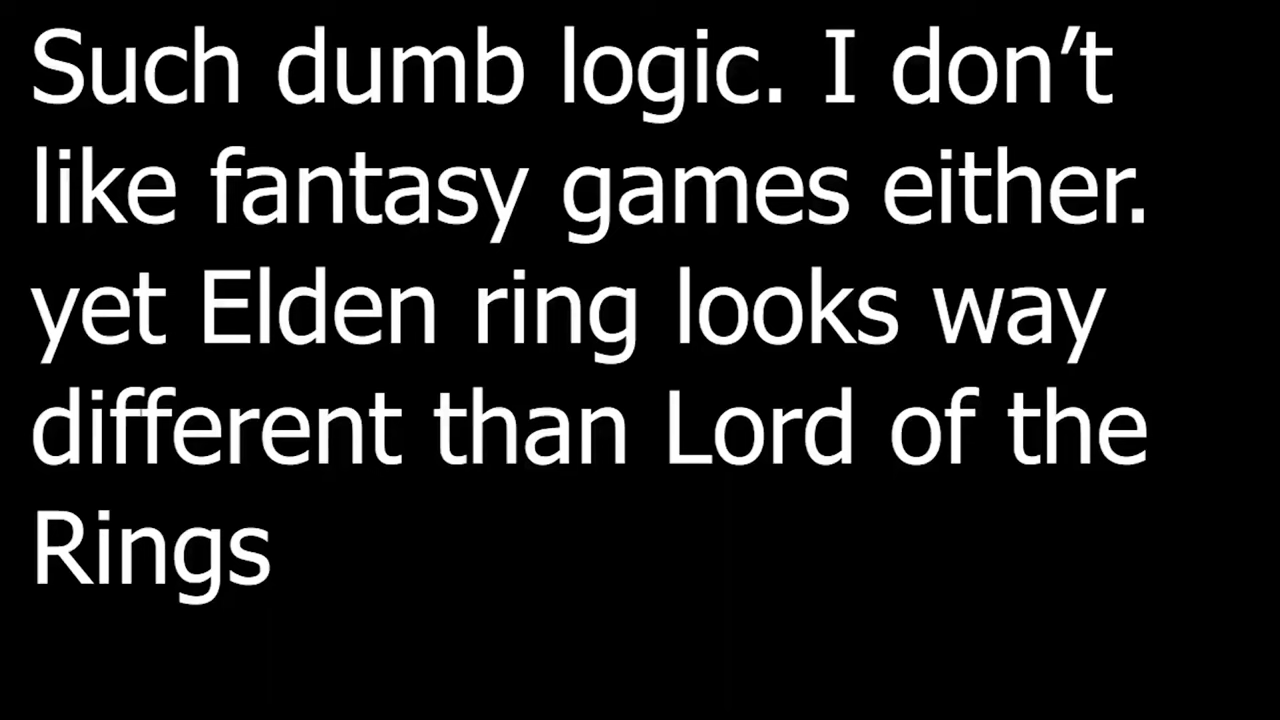 Such dumb logic. I don’t
like fantasy games either.
yet Elden ring looks way
different than Lord of the
Rings